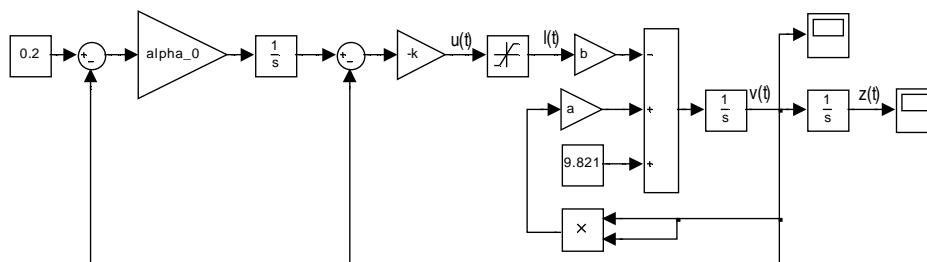 0.2
+
−
alpha_0
1
s
+
−
-k
u(t)
I(t)
b
−
a
+
9.821
+
1
s
v(t)
1
s
z(t)
×